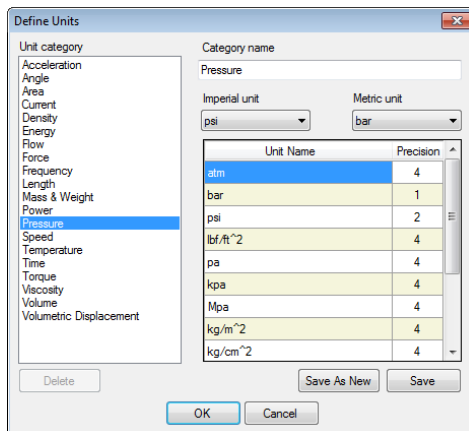 Define Units
Unit category
Acceleration
Angle
Area
Current
Density
Energy
Flow
Force
Frequency
Length
Mass & Weight
Power
Pressure
Speed
Temperature
Time
Torque
Viscosity
Volume
Volumetric Displacement
Delete
Category name
Pressure
Imperial unit Metric unit
psi bar
Unit Name Precision
atm 4
bar 1
psi 2
lbf/ft^2 4
pa 4
kpa 4
Mpa 4
kg/m^2 4
kg/cm^2 4
Save As New Save
OK Cancel